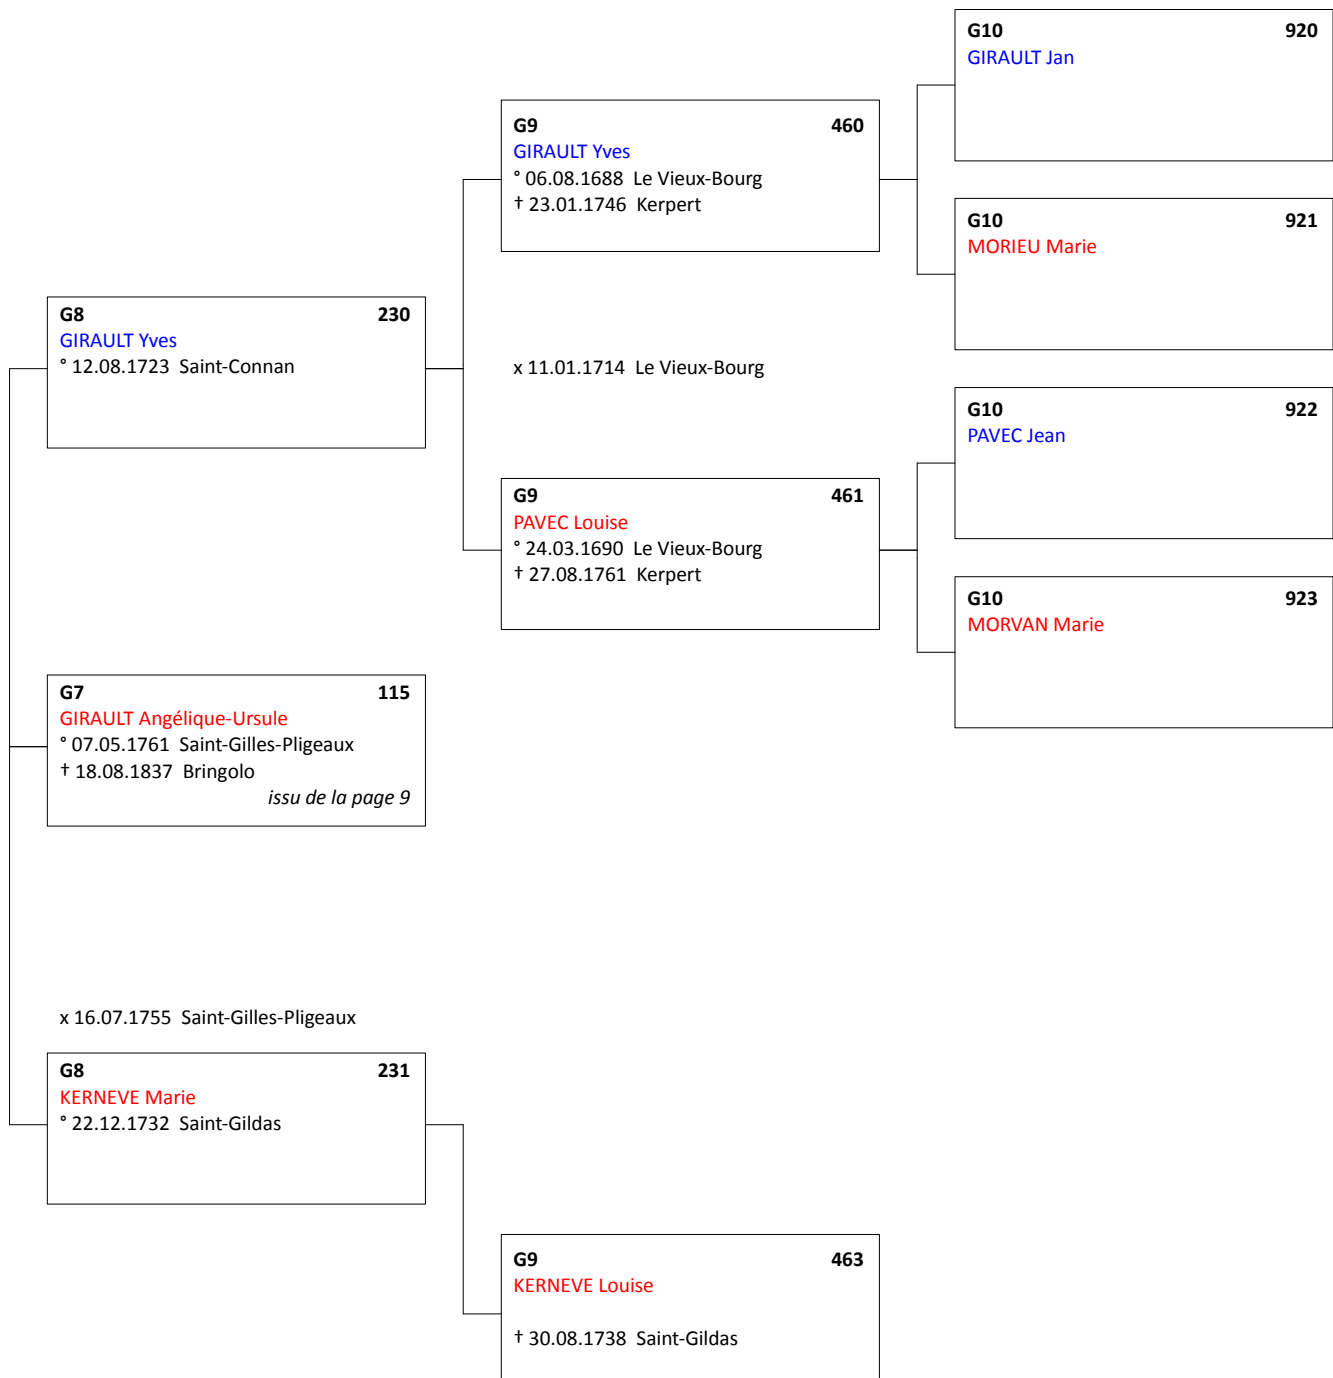 G10 920
GIRAULT Jan
G9 460
GIRAULT Yves
° 06.08.1688 Le Vieux-Bourg
† 23.01.1746 Kerpert
G10 921
MORIEU Marie
G8 230
GIRAULT Yves
° 12.08.1723 Saint-Connan
x 11.01.1714 Le Vieux-Bourg
G10 922
PAVEC Jean
G9 461
PAVEC Louise
° 24.03.1690 Le Vieux-Bourg
† 27.08.1761 Kerpert
G10 923
MORVAN Marie
G7 115
GIRAULT Angélique-Ursule
° 07.05.1761 Saint-Gilles-Pligeaux
† 18.08.1837 Bringolo
issu de la page 9
x 16.07.1755 Saint-Gilles-Pligeaux
G8 231
KERNEVE Marie
° 22.12.1732 Saint-Gildas
G9 463
KERNEVE Louise
† 30.08.1738 Saint-Gildas